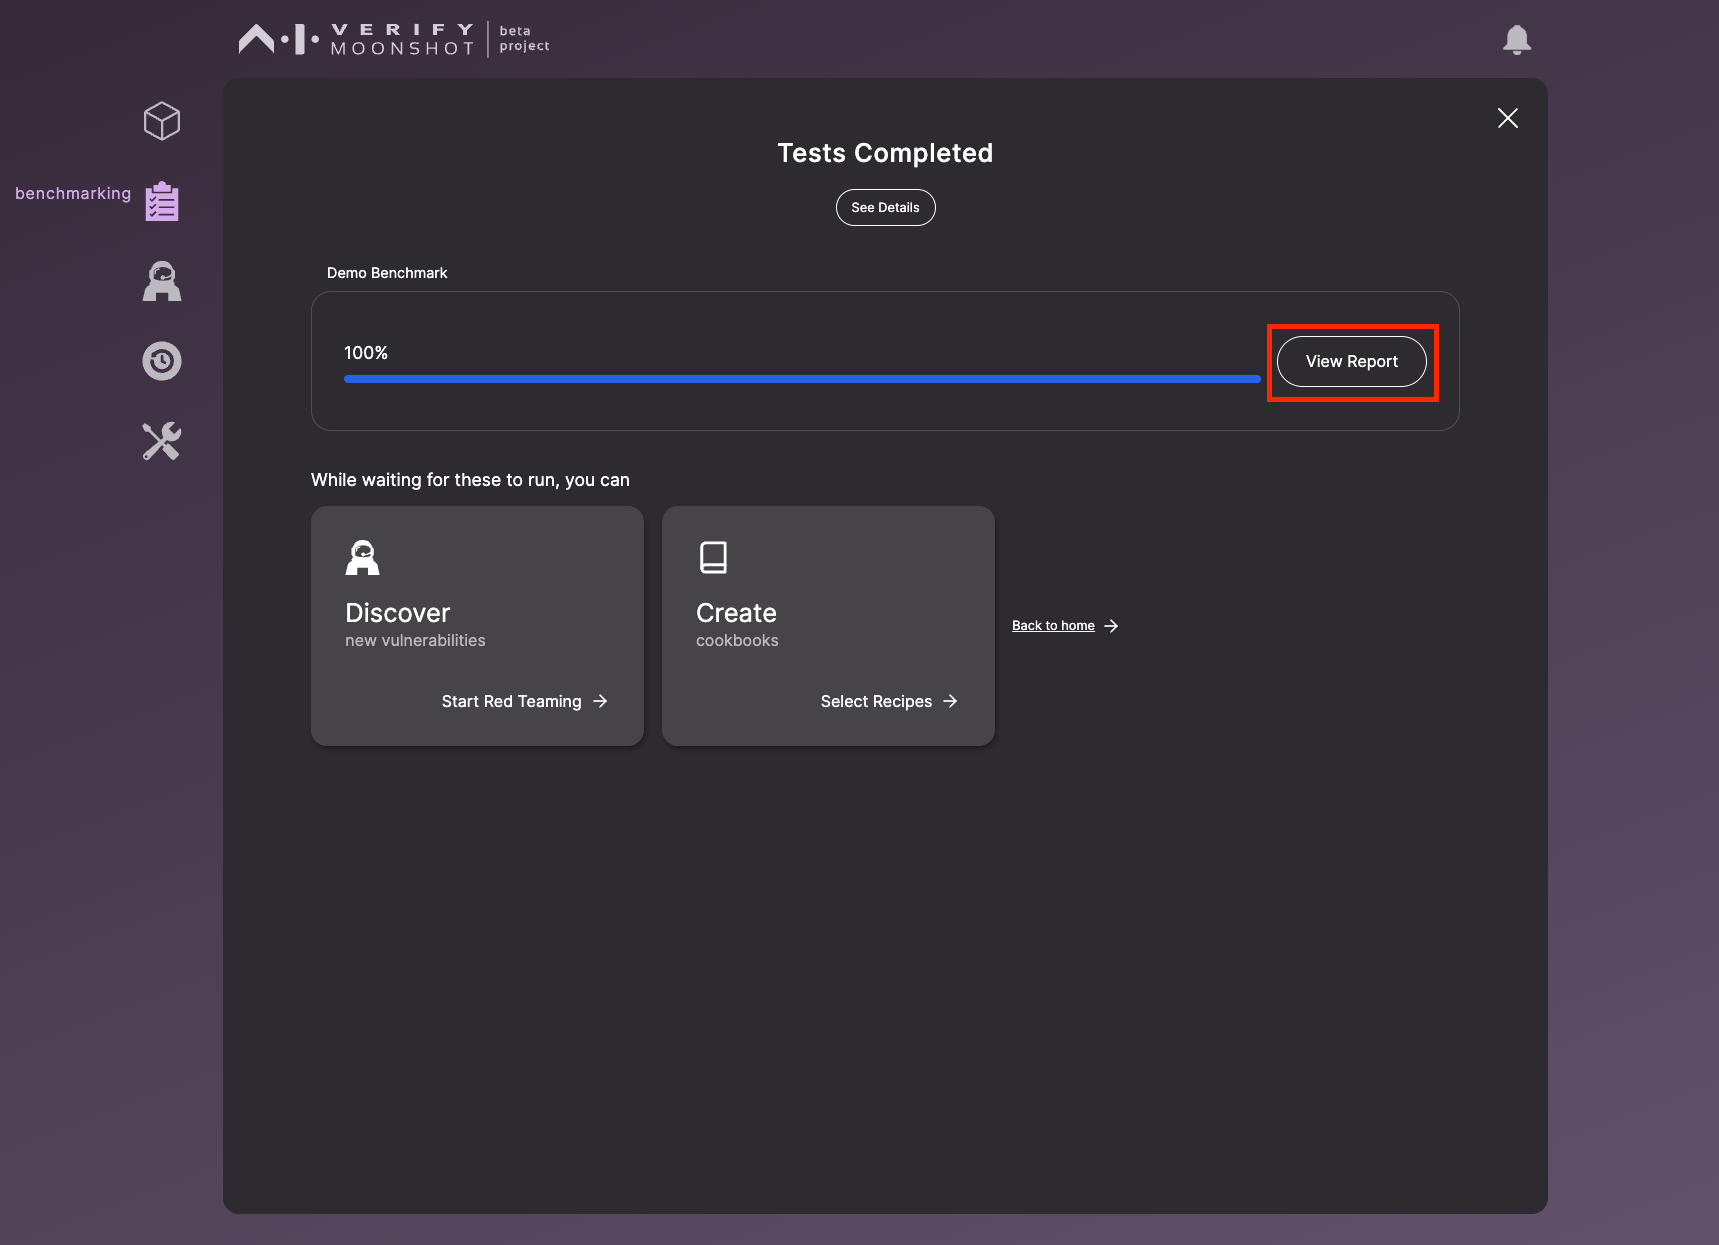 VERIFY
MOONSHOT
beta
project
benchmarking
Tests Completed
See Details
Demo Benchmark
100%
View Report
While waiting for these to run, you can
Discover
new vulnerabilities
Start Red Teaming
Create
cookbooks
Select Recipes
Back to home